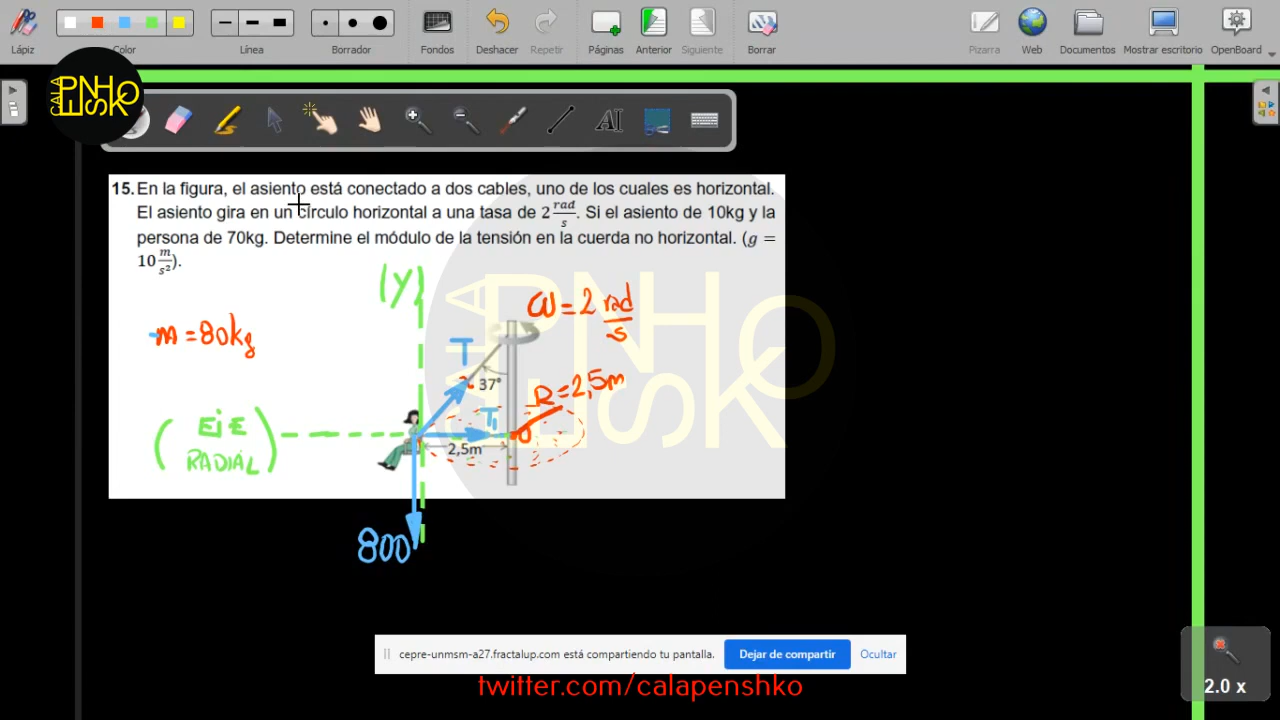 Lápiz
Color
Línea
Borrador
Fondos
Deshacer
Repetir
Páginas
Anterior
Siguiente
Borrar
Pizarra
Web
Documentos
Mostrar escritorio
OpenBoard
CALA
PNHO
ESK
AI
15. En la figura, el asiento está conectado a dos cables, uno de los cuales es horizontal.
El asiento gira en un círculo horizontal a una tasa de 2 rad/s. Si el asiento de 10kg y la
persona de 70kg. Determine el módulo de la tensión en la cuerda no horizontal. (g =
10 m/s²).
(Y)
ω = 2 rad/s
m = 80kg
T
37°
R = 2,5m
T₁
(EJE
RADIAL)
2,5m
800
cepre-unmsm-a27.fractalup.com está compartiendo tu pantalla.
Dejar de compartir
Ocultar
twitter.com/calapenshko
2.0 x